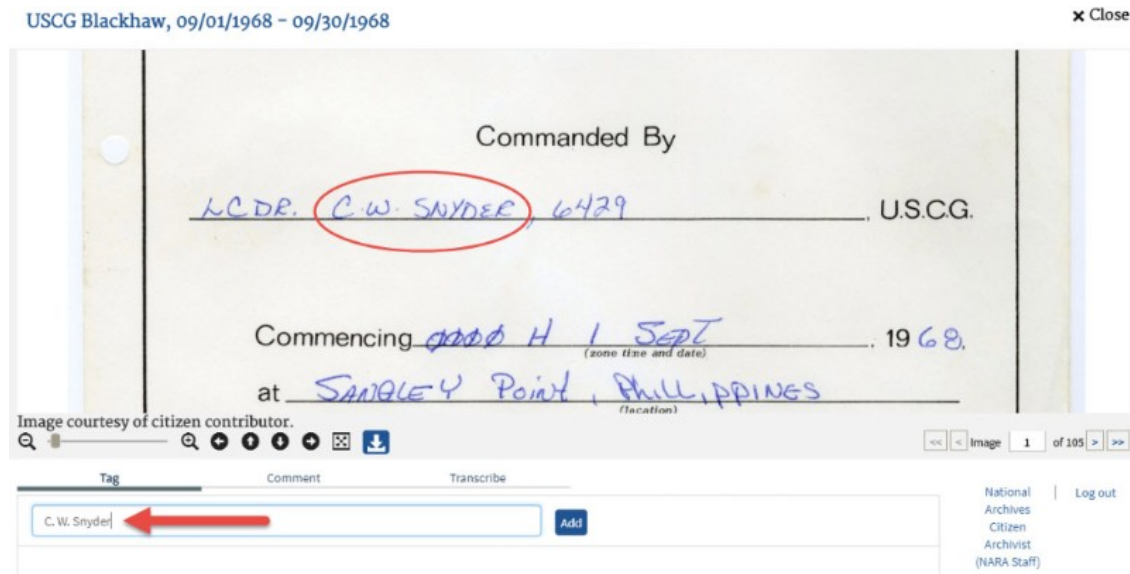 USCG Blackhaw, 09/01/1968 - 09/30/1968
× Close
Commanded By
LCDR. C.W. SNYDER, 6429, U.S.C.G.
Commencing 0000 H 1 SEPT, 1968.
(zone time and date)
at SANGLEY Point, Phill,ppines
(location)
Image courtesy of citizen contributor.
<< < Image 1 of 105 > >>
Tag Comment Transcribe
C. W. Snyder Add
National | Log out
Archives
Citizen
Archivist
(NARA Staff)